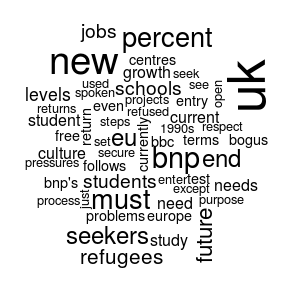 jobs percent
new centres
growth seek uk
used schools see open
levels spoken
returns even projects entry
student steps refused current
free return set eu currently 1990s respect
culture secure bbc terms bogus
pressures follows bnp end
bnp's students entertest
process just must except needs
need purpose
problems europe future
seekers study
refugees